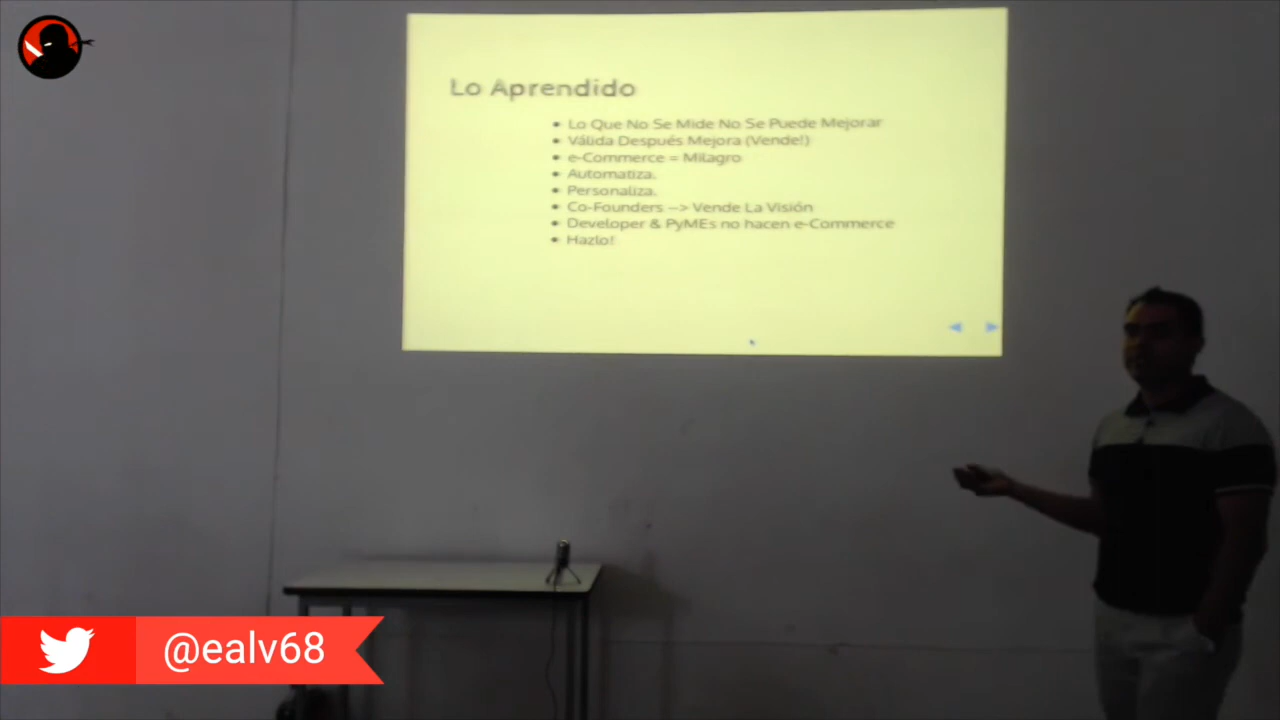 Lo Aprendido
• Lo Que No Se Mide No Se Puede Mejorar
• Válida Después Mejora (Vende!)
• e-Commerce = Milagro
• Automatiza.
• Personaliza.
• Co-Founders --> Vende La Visión
• Developer & PyMEs no hacen e-Commerce
• Hazlo!
@ealv68